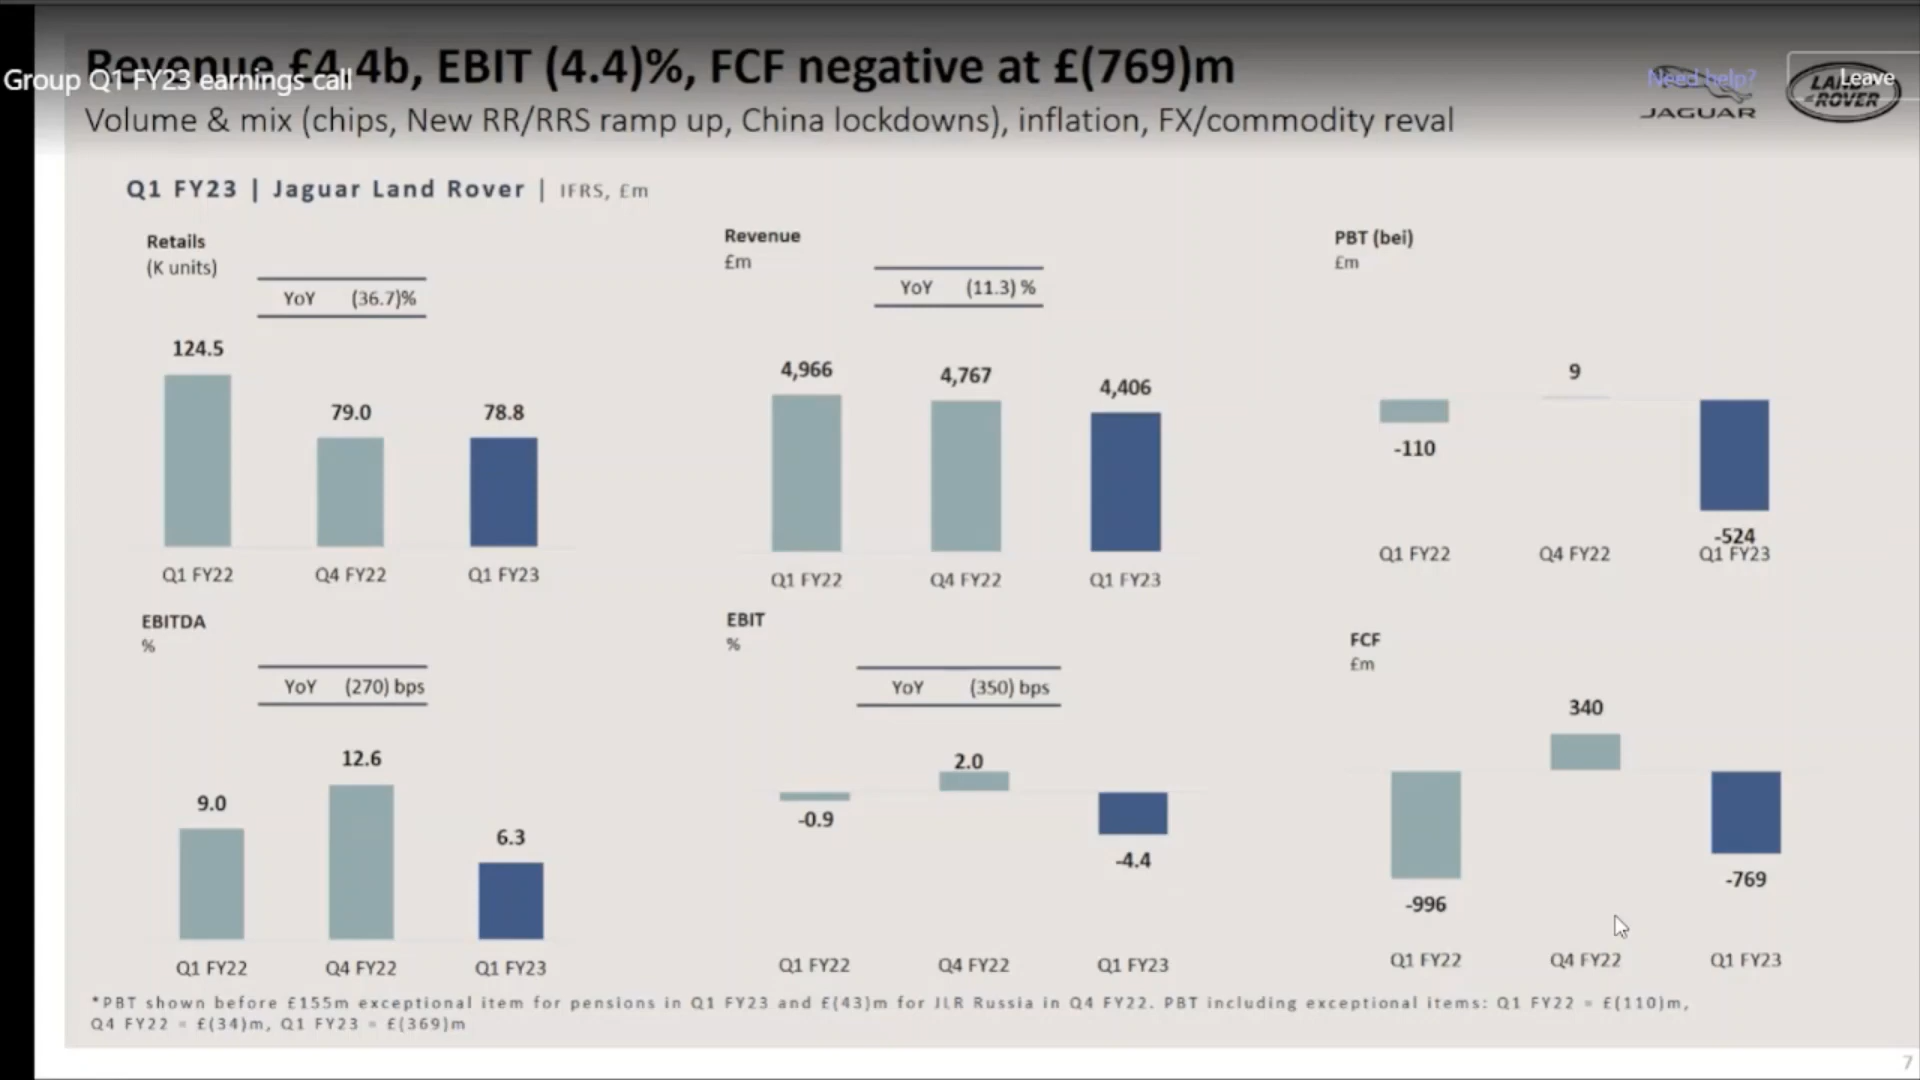 Revenue £4.4b, EBIT (4.4)%, FCF negative at £(769)m
Group Q1 FY23 earnings call
Need help?
Leave
JAGUAR
LAND
ROVER
Volume & mix (chips, New RR/RRS ramp up, China lockdowns), inflation, FX/commodity reval
Q1 FY23 | Jaguar Land Rover | IFRS, £m
Retails
(K units)
YoY (36.7)%
124.5
79.0
78.8
Q1 FY22 Q4 FY22 Q1 FY23
Revenue
£m
YoY (11.3) %
4,966
4,767
4,406
Q1 FY22 Q4 FY22 Q1 FY23
PBT (bei)
£m
9
-110
-524
Q1 FY22 Q4 FY22 Q1 FY23
EBITDA
%
YoY (270) bps
9.0
12.6
6.3
Q1 FY22 Q4 FY22 Q1 FY23
EBIT
%
YoY (350) bps
2.0
-0.9
-4.4
Q1 FY22 Q4 FY22 Q1 FY23
FCF
£m
340
-996
-769
Q1 FY22 Q4 FY22 Q1 FY23
*PBT shown before £155m exceptional item for pensions in Q1 FY23 and £(43)m for JLR Russia in Q4 FY22. PBT including exceptional items: Q1 FY22 = £(110)m,
Q4 FY22 = £(34)m, Q1 FY23 = £(369)m
7